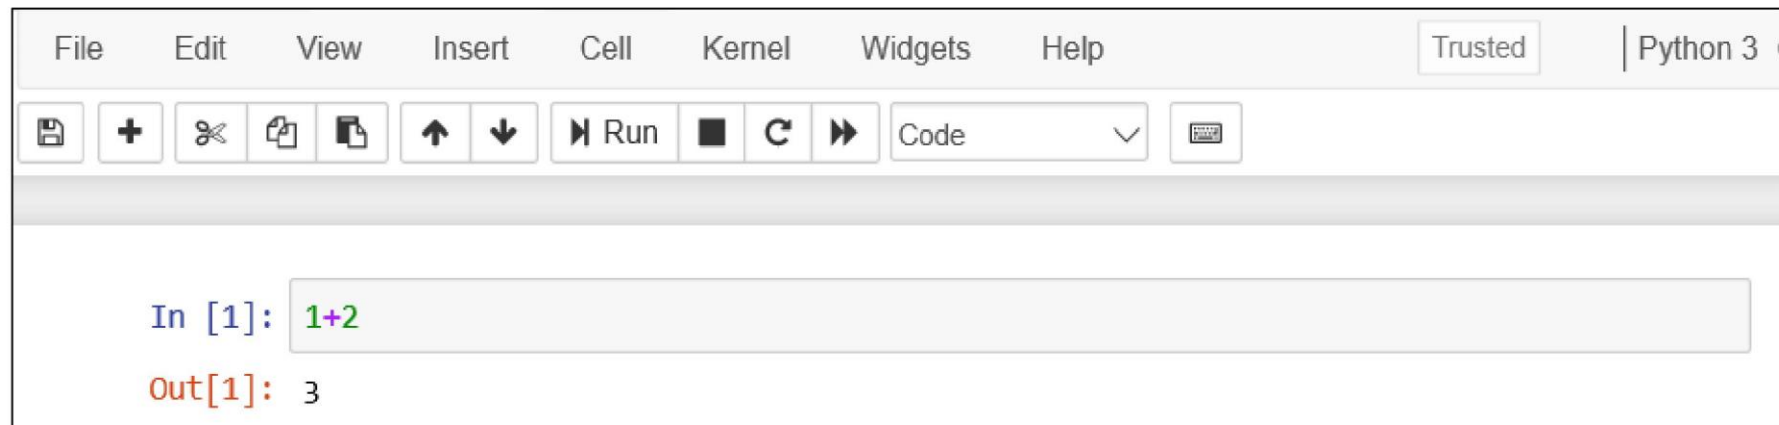 File Edit View Insert Cell Kernel Widgets Help Trusted Python 3
Run Code
In [1]: 1+2
Out[1]: 3